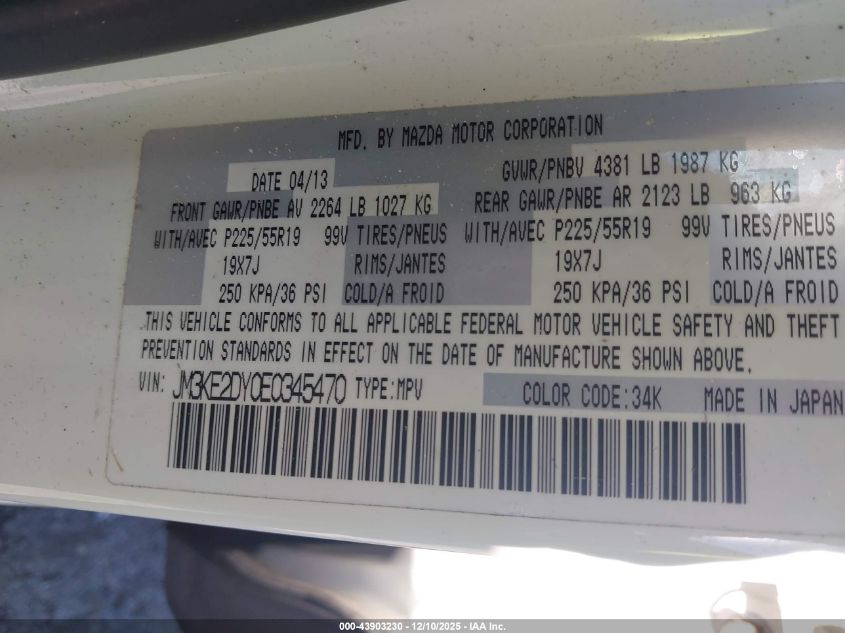 MFD. BY MAZDA MOTOR CORPORATION
DATE 04/13 GVWR/PNBV 4381 LB 1987 KG
FRONT GAWR/PNBE AV 2264 LB 1027 KG REAR GAWR/PNBE AR 2123 LB 963 KG
WITH/AVEC P225/55R19 99V TIRES/PNEUS WITH/AVEC P225/55R19 99V TIRES/PNEUS
19X7J RIMS/JANTES 19X7J RIMS/JANTES
250 KPA/36 PSI COLD/A FROID 250 KPA/36 PSI COLD/A FROID
THIS VEHICLE CONFORMS TO ALL APPLICABLE FEDERAL MOTOR VEHICLE SAFETY AND THEFT
PREVENTION STANDARDS IN EFFECT ON THE DATE OF MANUFACTURE SHOWN ABOVE.
VIN: JM3KE2DY0E0345470 TYPE:MPV COLOR CODE:34K MADE IN JAPAN
000-43903230 - 12/10/2025 - IAA Inc.